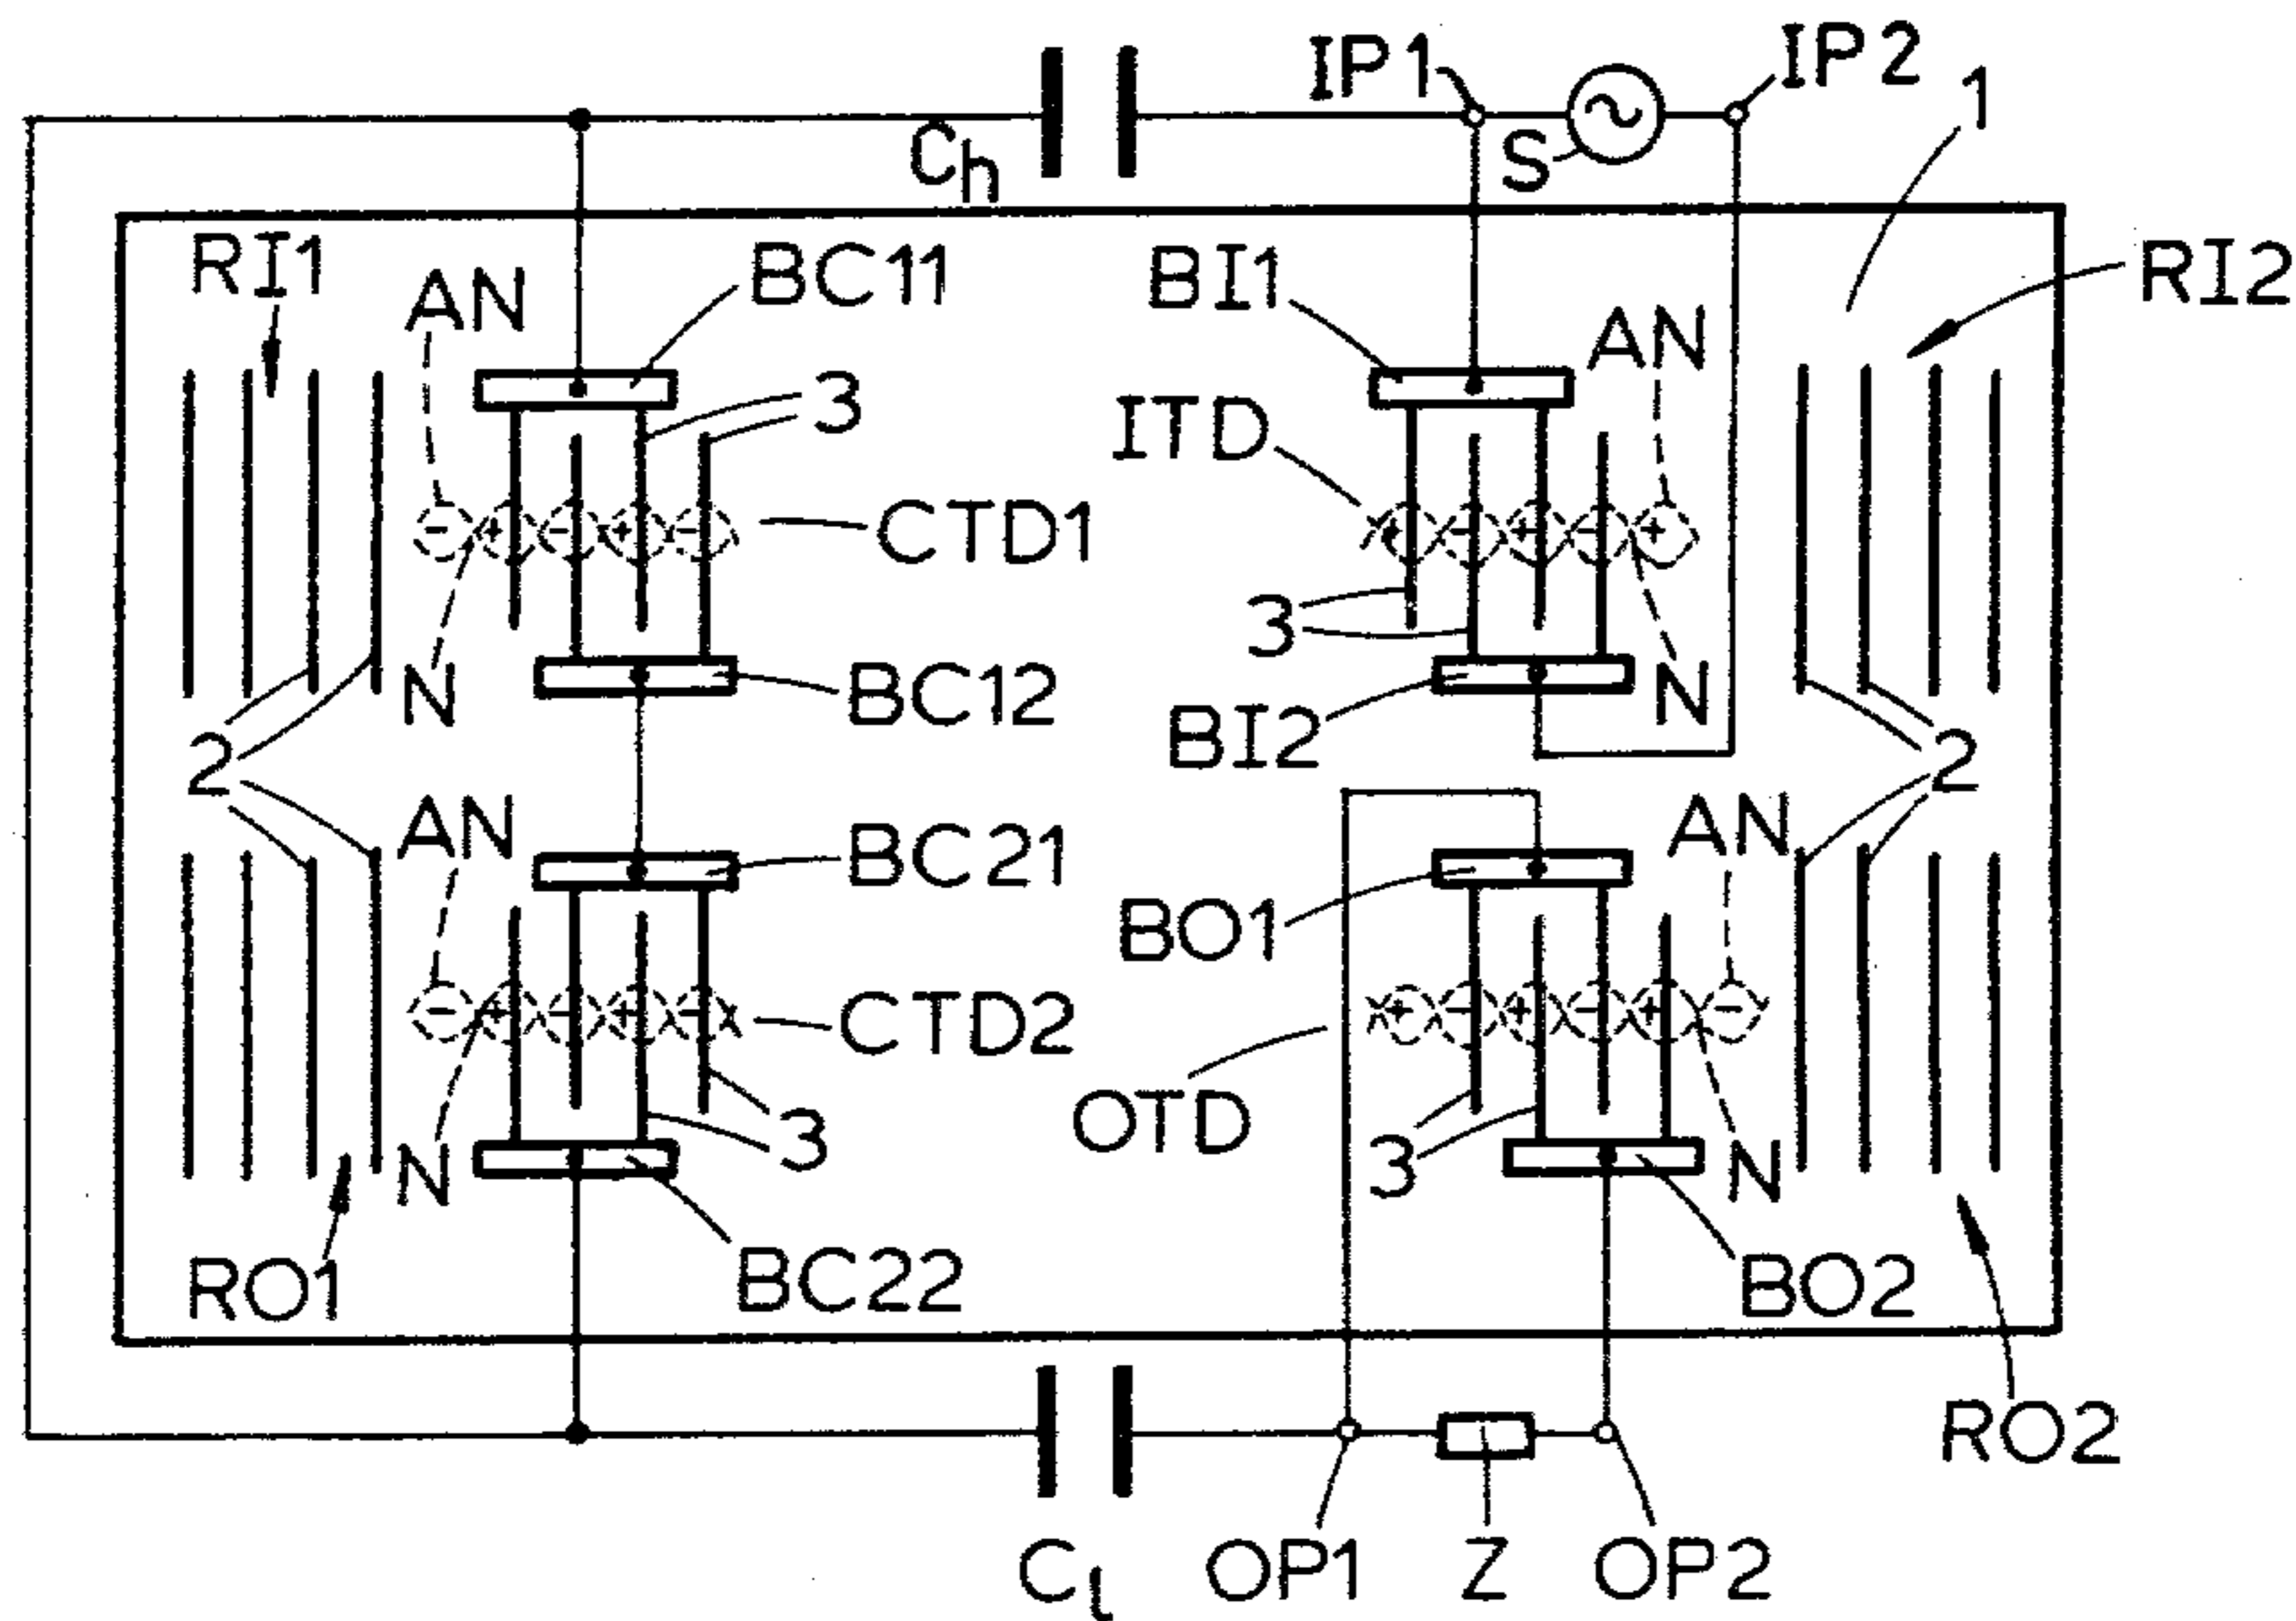 IP1
IP2
1
Ch
S
RI1
AN
BC11
BI1
RI2
AN
3
ITD
- + - + -
CTD1
+ - + - +
3
N
BC12
N
BI2
2
2
AN
BC21
AN
BO1
- + - + -
CTD2
+ - + - + -
OTD
3
3
N
N
RO1
BC22
BO2
RO2
Cl
OP1
Z
OP2